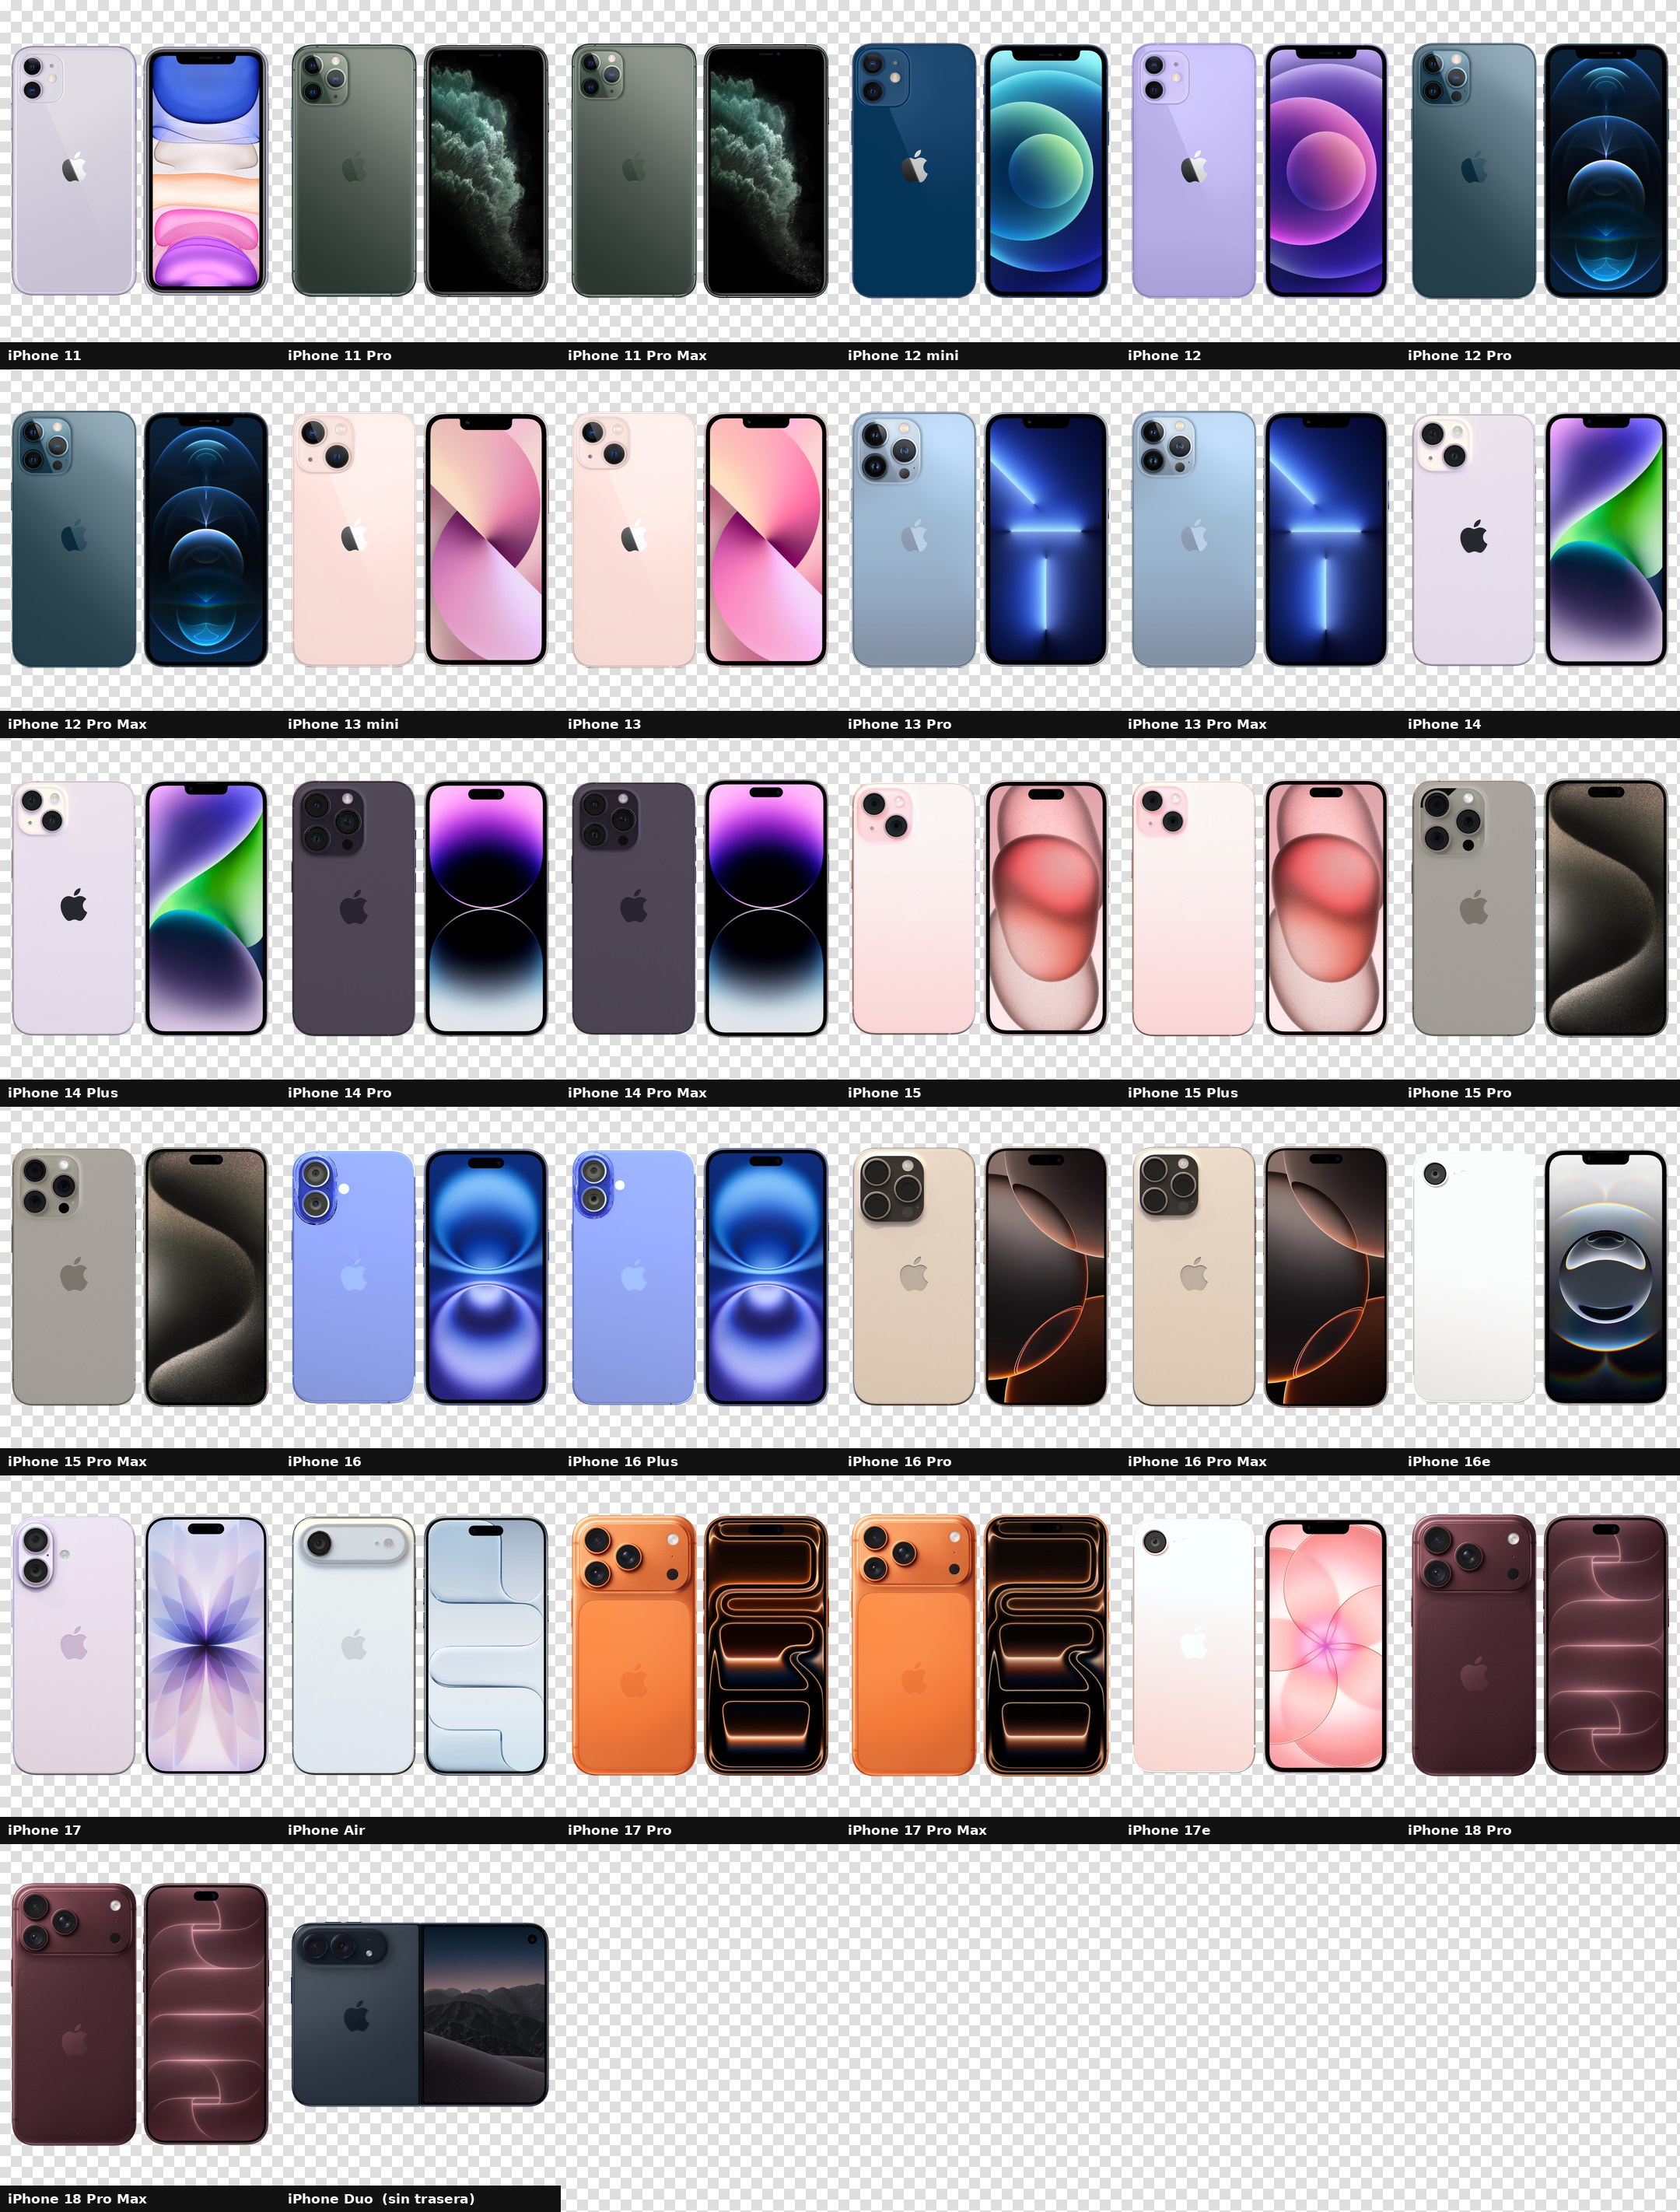 iPhone 11
iPhone 11 Pro
iPhone 11 Pro Max
iPhone 12 mini
iPhone 12
iPhone 12 Pro
iPhone 12 Pro Max
iPhone 13 mini
iPhone 13
iPhone 13 Pro
iPhone 13 Pro Max
iPhone 14
iPhone 14 Plus
iPhone 14 Pro
iPhone 14 Pro Max
iPhone 15
iPhone 15 Plus
iPhone 15 Pro
iPhone 15 Pro Max
iPhone 16
iPhone 16 Plus
iPhone 16 Pro
iPhone 16 Pro Max
iPhone 16e
iPhone 17
iPhone Air
iPhone 17 Pro
iPhone 17 Pro Max
iPhone 17e
iPhone 18 Pro
iPhone 18 Pro Max
iPhone Duo (sin trasera)